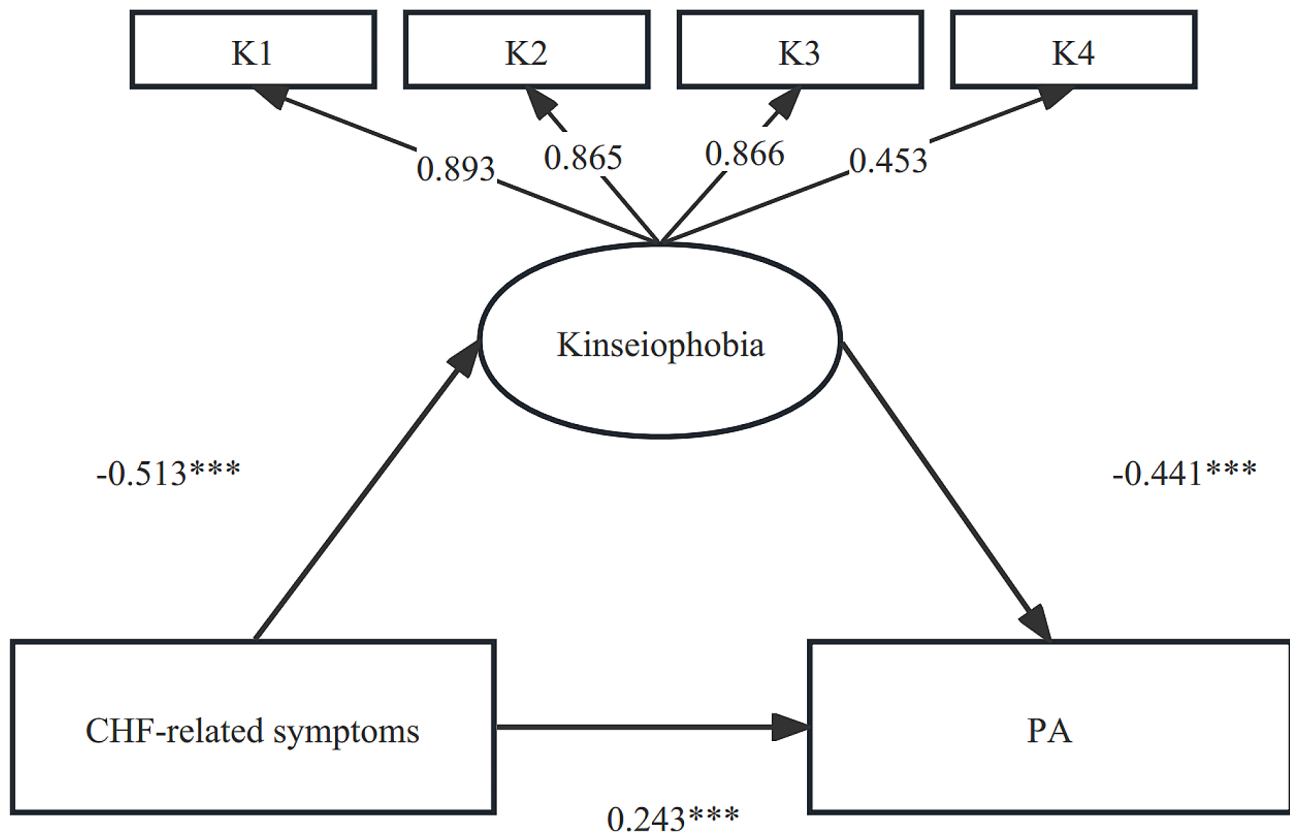 K1 K2 K3 K4
0.893 0.865 0.866 0.453
Kinseiophobia
-0.513*** -0.441***
CHF-related symptoms PA
0.243***